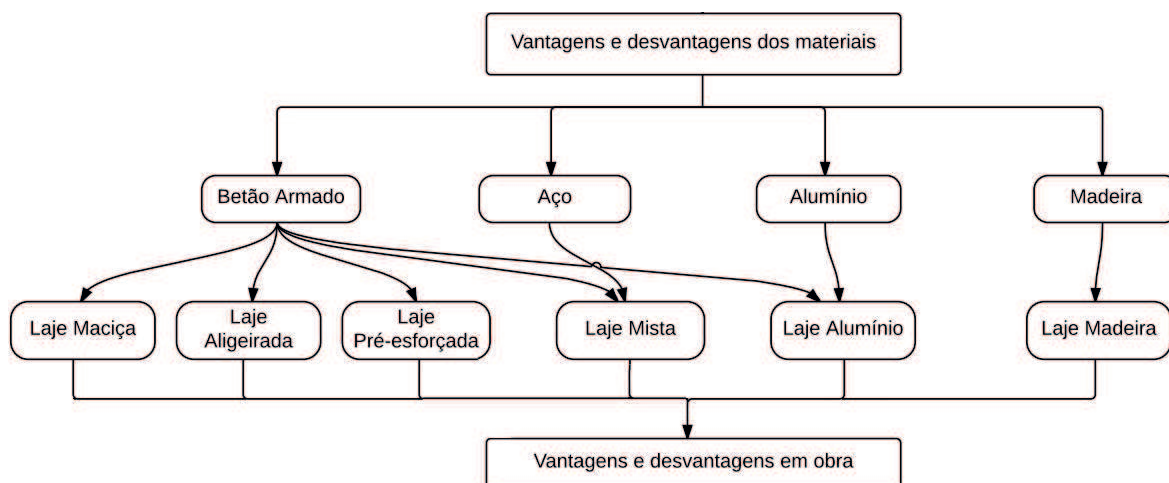 Vantagens e desvantagens dos materiais
Betão Armado
Aço
Alumínio
Madeira
Laje Maciça
Laje
Aligeirada
Laje
Pré-esforçada
Laje Mista
Laje Alumínio
Laje Madeira
Vantagens e desvantagens em obra